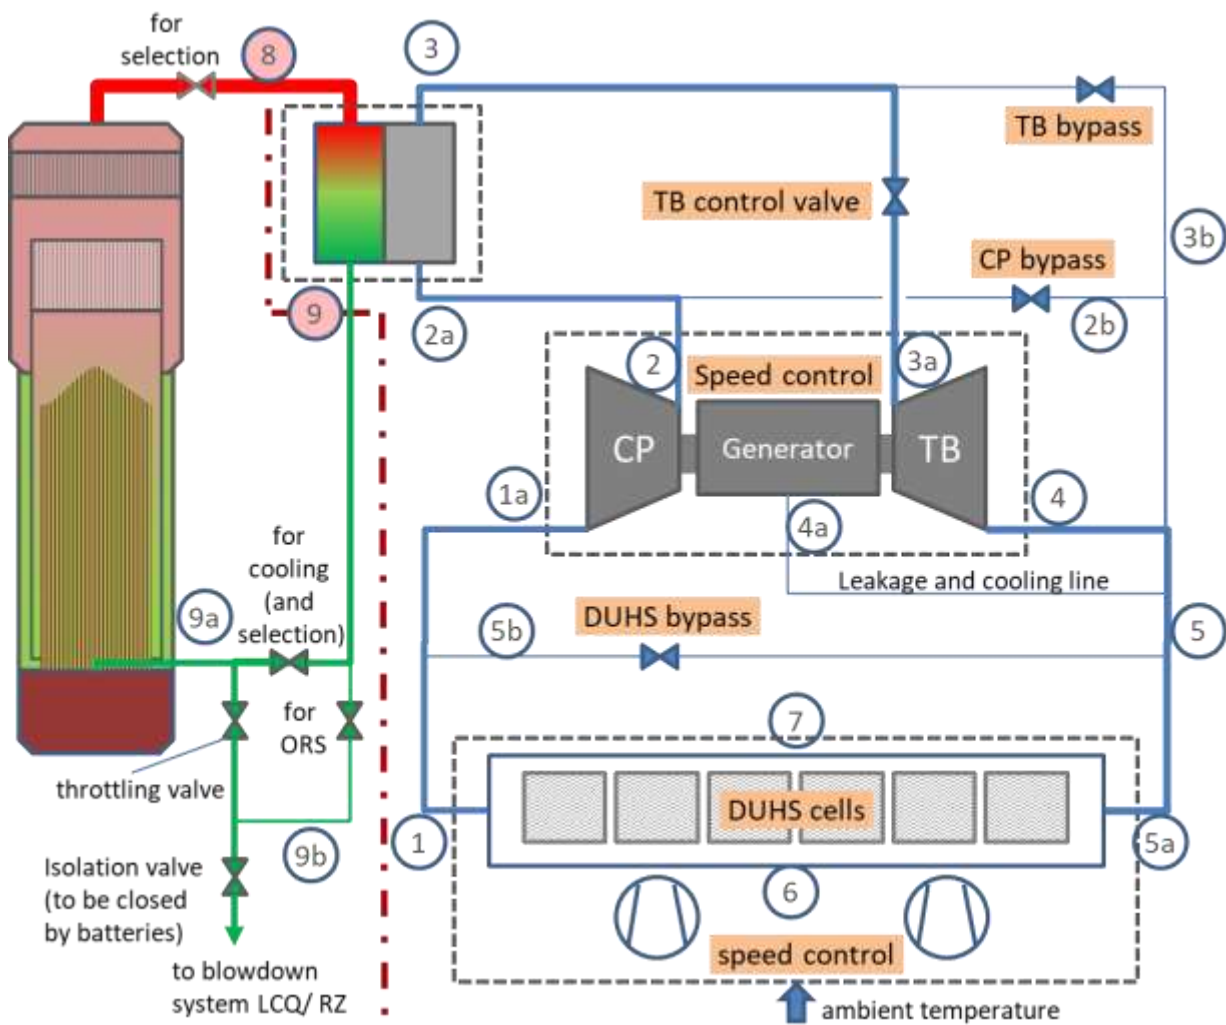 for
selection
8
3
TB bypass
TB control valve
3b
CP bypass
9
2a
2b
2
Speed control
3a
CP
Generator
TB
1a
4a
4
for
cooling
(and
selection)
Leakage and cooling line
9a
5b
DUHS bypass
5
for
ORS
7
throttling valve
DUHS cells
1
9b
5a
Isolation valve
(to be closed
by batteries)
6
speed control
to blowdown
system LCQ/ RZ
ambient temperature